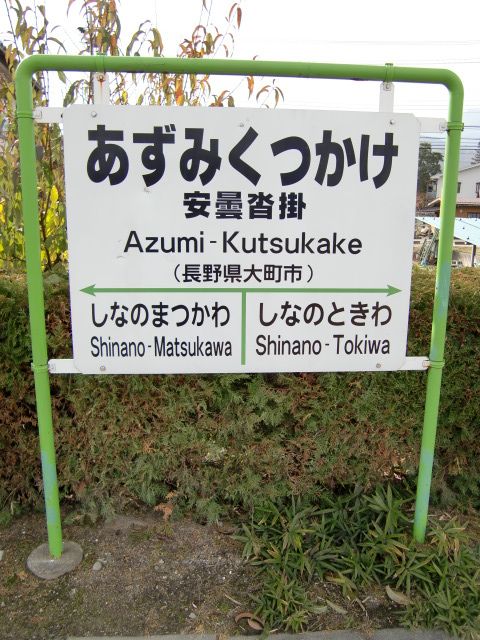 あずみくつかけ
安曇沓掛
Azumi-Kutsukake
(長野県大町市)
しなのまつかわ
Shinano-Matsukawa
しなのときわ
Shinano-Tokiwa